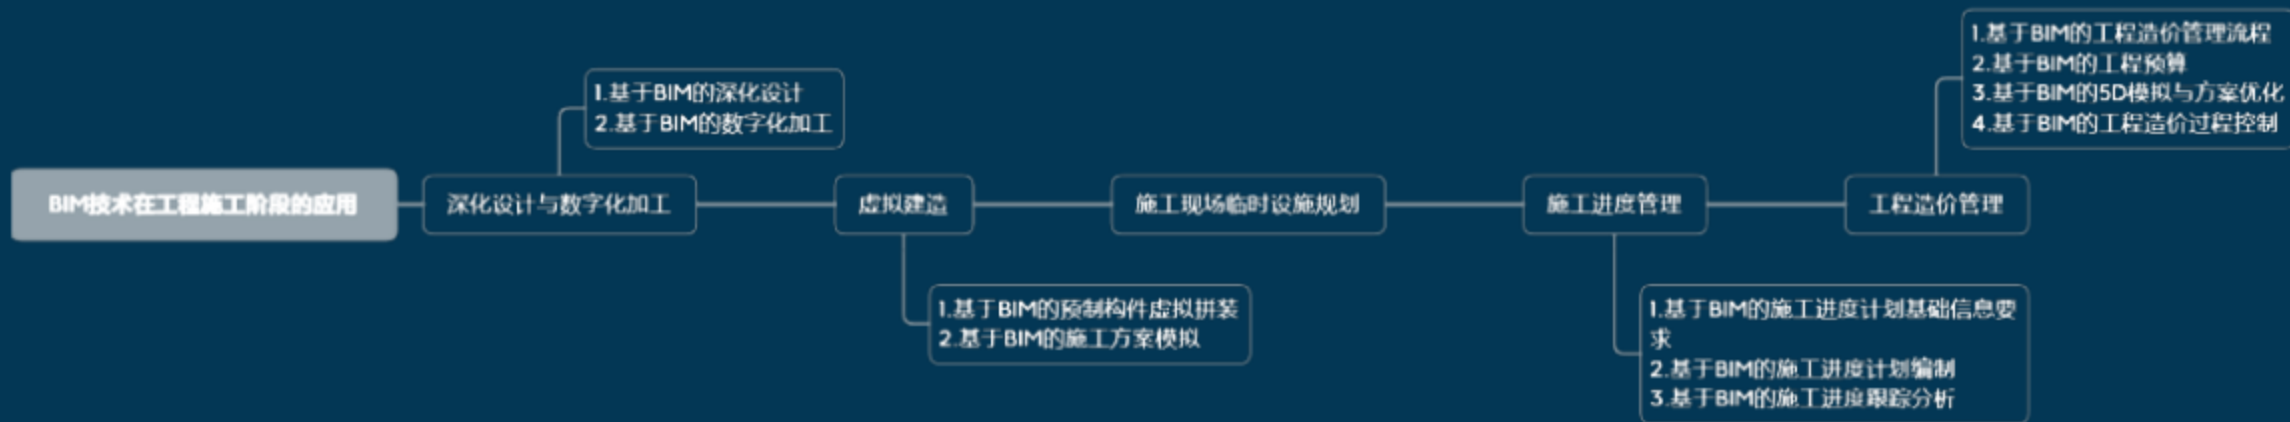 1.基于BIM的工程造价管理流程
2.基于BIM的工程预算
3.基于BIM的5D模拟与方案优化
4.基于BIM的工程造价过程控制
1.基于BIM的深化设计
2.基于BIM的数字化加工
BIM技术在工程施工阶段的应用
深化设计与数字化加工
虚拟建造
施工现场临时设施规划
施工进度管理
工程造价管理
1.基于BIM的预制构件虚拟拼装
2.基于BIM的施工方案模拟
1.基于BIM的施工进度计划基础信息要
求
2.基于BIM的施工进度计划编制
3.基于BIM的施工进度跟踪分析